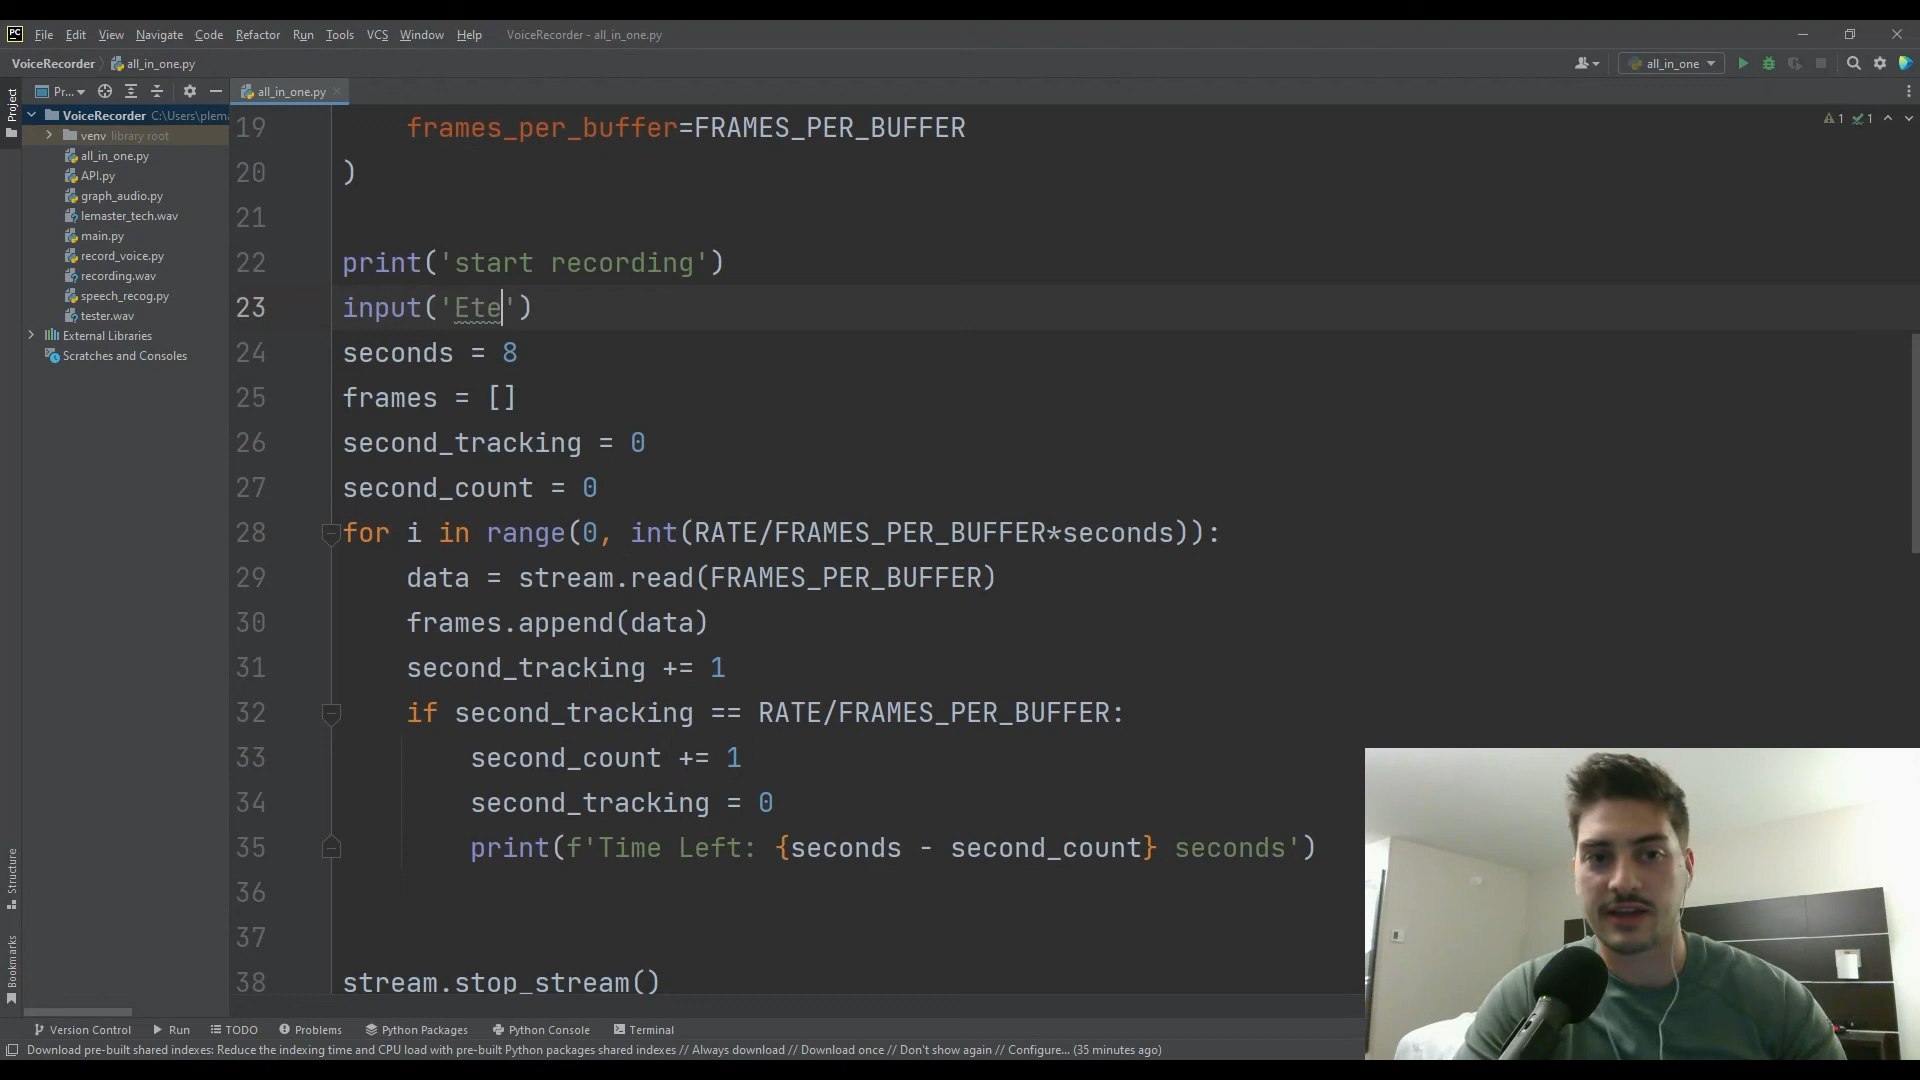 PC File Edit View Navigate Code Refactor Run Tools VCS Window Help VoiceRecorder - all_in_one.py
VoiceRecorder all_in_one.py all_in_one
Pr... all_in_one.py
Project
VoiceRecorder C:\Users\plema
venv library root
all_in_one.py
API.py
graph_audio.py
lemaster_tech.wav
main.py
record_voice.py
recording.wav
speech_recog.py
tester.wav
External Libraries
Scratches and Consoles
1 1
19 frames_per_buffer=FRAMES_PER_BUFFER
20 )
21
22 print('start recording')
23 input('Ete')
24 seconds = 8
25 frames = []
26 second_tracking = 0
27 second_count = 0
28 for i in range(0, int(RATE/FRAMES_PER_BUFFER*seconds)):
29 data = stream.read(FRAMES_PER_BUFFER)
30 frames.append(data)
31 second_tracking += 1
32 if second_tracking == RATE/FRAMES_PER_BUFFER:
33 second_count += 1
34 second_tracking = 0
35 print(f'Time Left: {seconds - second_count} seconds')
36
37
38 stream.stop_stream()
Structure
Bookmarks
Version Control Run TODO Problems Python Packages Python Console Terminal
Download pre-built shared indexes: Reduce the indexing time and CPU load with pre-built Python packages shared indexes // Always download // Download once // Don't show again // Configure... (35 minutes ago)